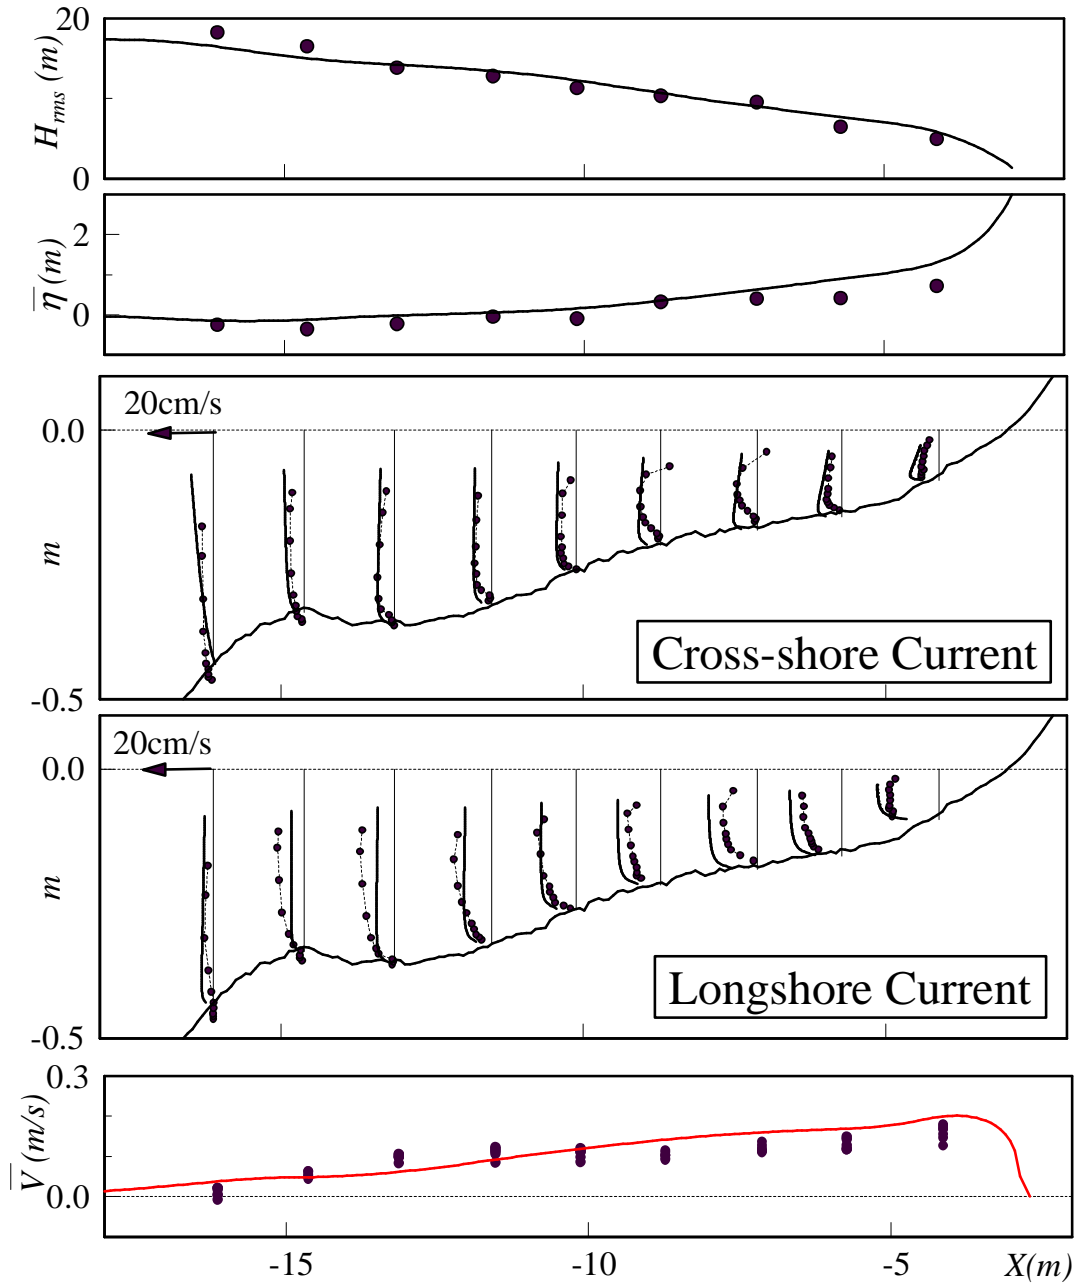 20
H_rms (m)
0
2
η̅ (m)
0
20cm/s
0.0
m
Cross-shore Current
-0.5
20cm/s
0.0
m
Longshore Current
-0.5
0.3
V̅ (m/s)
0.0
-15 -10 -5 X(m)